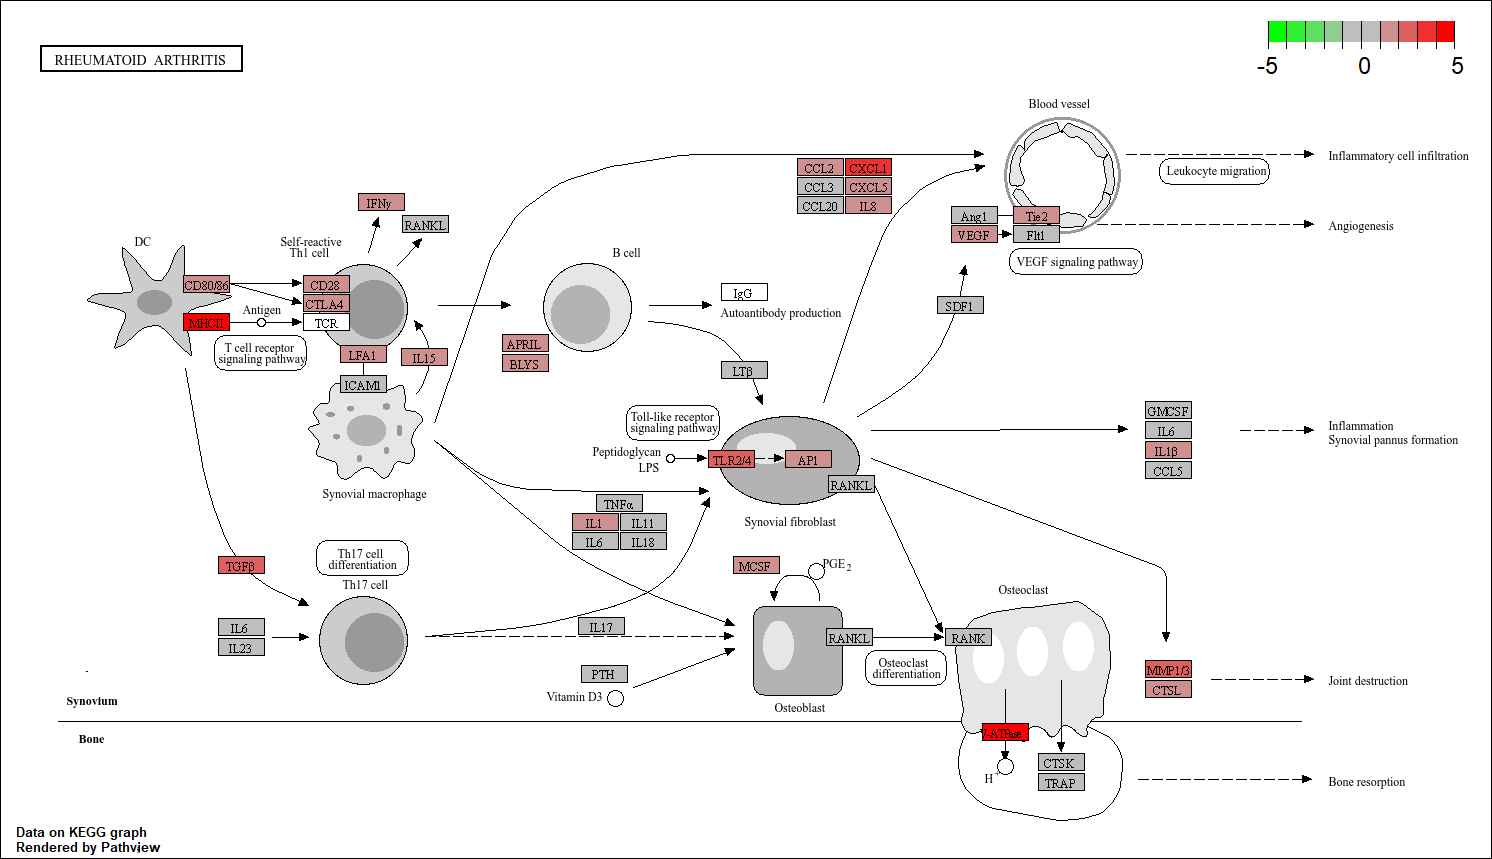 RHEUMATOID ARTHRITIS
-5 0 5
Blood vessel
Inflammatory cell infiltration
Leukocyte migration
CCL2 CXCL1
CCL3 CXCL5
CCL20 IL8
IFNγ
RANKL
Ang1 Tie2
VEGF Flt1
Angiogenesis
VEGF signaling pathway
DC
Self-reactive
Th1 cell
B cell
CD80/86 CD28
CTLA4
Antigen
MHCII TCR
T cell receptor
signaling pathway
LFA1
IL15
ICAM1
Synovial macrophage
IgG
Autoantibody production
SDF1
APRIL
BLYS
LTβ
Toll-like receptor
signaling pathway
Peptidoglycan
LPS
TLR2/4 AP1
RANKL
Synovial fibroblast
GMCSF
IL6
IL1β
CCL5
Inflammation
Synovial pannus formation
TNFα
IL1 IL11
IL6 IL18
TGFβ
Th17 cell
differentiation
Th17 cell
MCSF
PGE2
Osteoclast
IL6
IL23
IL17
PTH
Vitamin D3
RANKL RANK
Osteoclast
differentiation
Osteoblast
MMP1/3
CTSL
Joint destruction
Synovium
Bone
V-ATPase
H+
CTSK
TRAP
Bone resorption
Data on KEGG graph
Rendered by Pathview